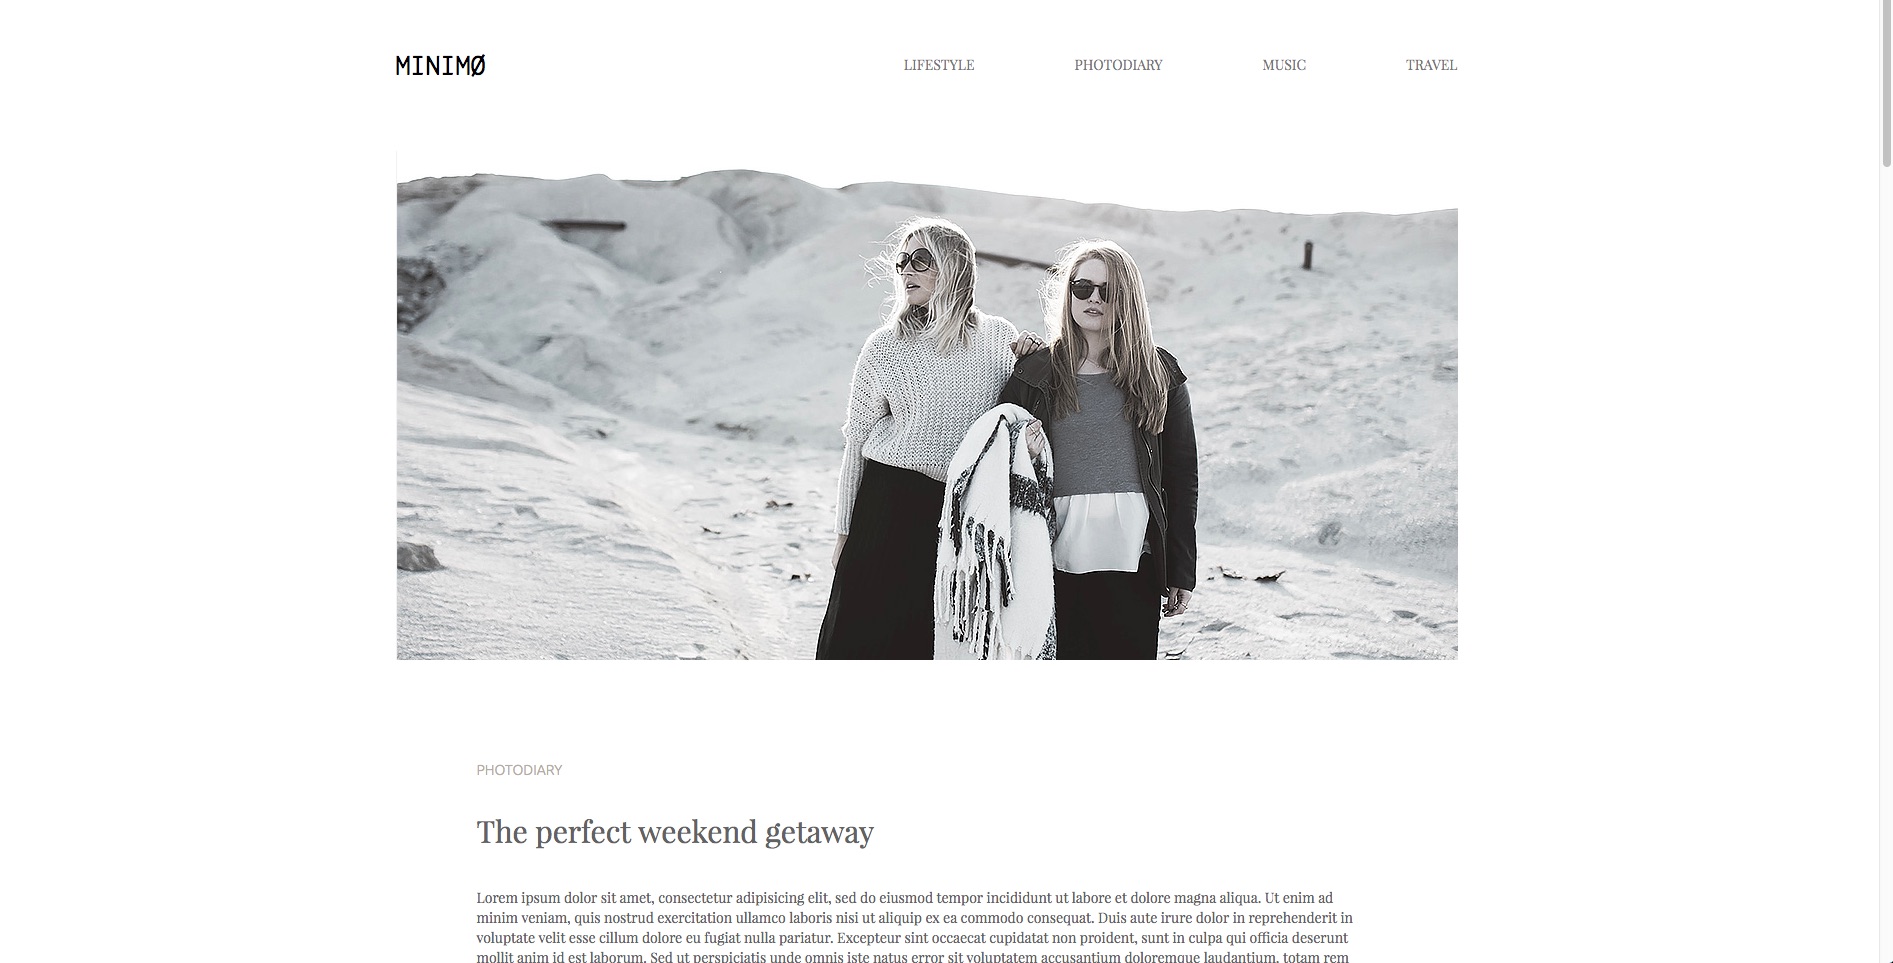 MINIMØ
LIFESTYLE PHOTODIARY MUSIC TRAVEL
PHOTODIARY
The perfect weekend getaway
Lorem ipsum dolor sit amet, consectetur adipisicing elit, sed do eiusmod tempor incididunt ut labore et dolore magna aliqua. Ut enim ad
minim veniam, quis nostrud exercitation ullamco laboris nisi ut aliquip ex ea commodo consequat. Duis aute irure dolor in reprehenderit in
voluptate velit esse cillum dolore eu fugiat nulla pariatur. Excepteur sint occaecat cupidatat non proident, sunt in culpa qui officia deserunt
mollit anim id est laborum. Sed ut perspiciatis unde omnis iste natus error sit voluptatem accusantium doloremque laudantium, totam rem